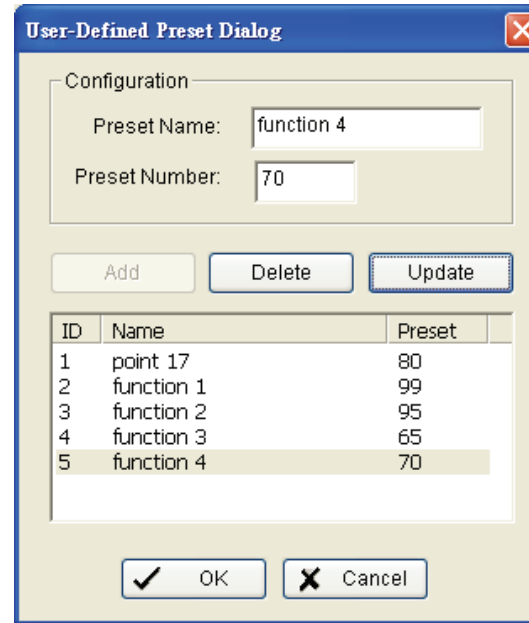 User-Defined Preset Dialog
Configuration
Preset Name: function 4
Preset Number: 70
Add Delete Update
ID Name Preset
1 point 17 80
2 function 1 99
3 function 2 95
4 function 3 65
5 function 4 70
OK Cancel